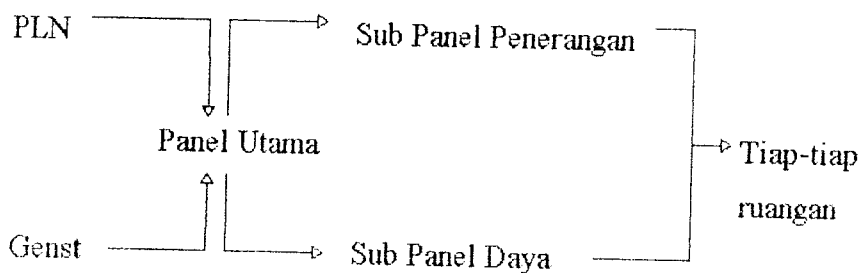 PLN
Sub Panel Penerangan
Panel Utama
Tiap-tiap
ruangan
Genst
Sub Panel Daya